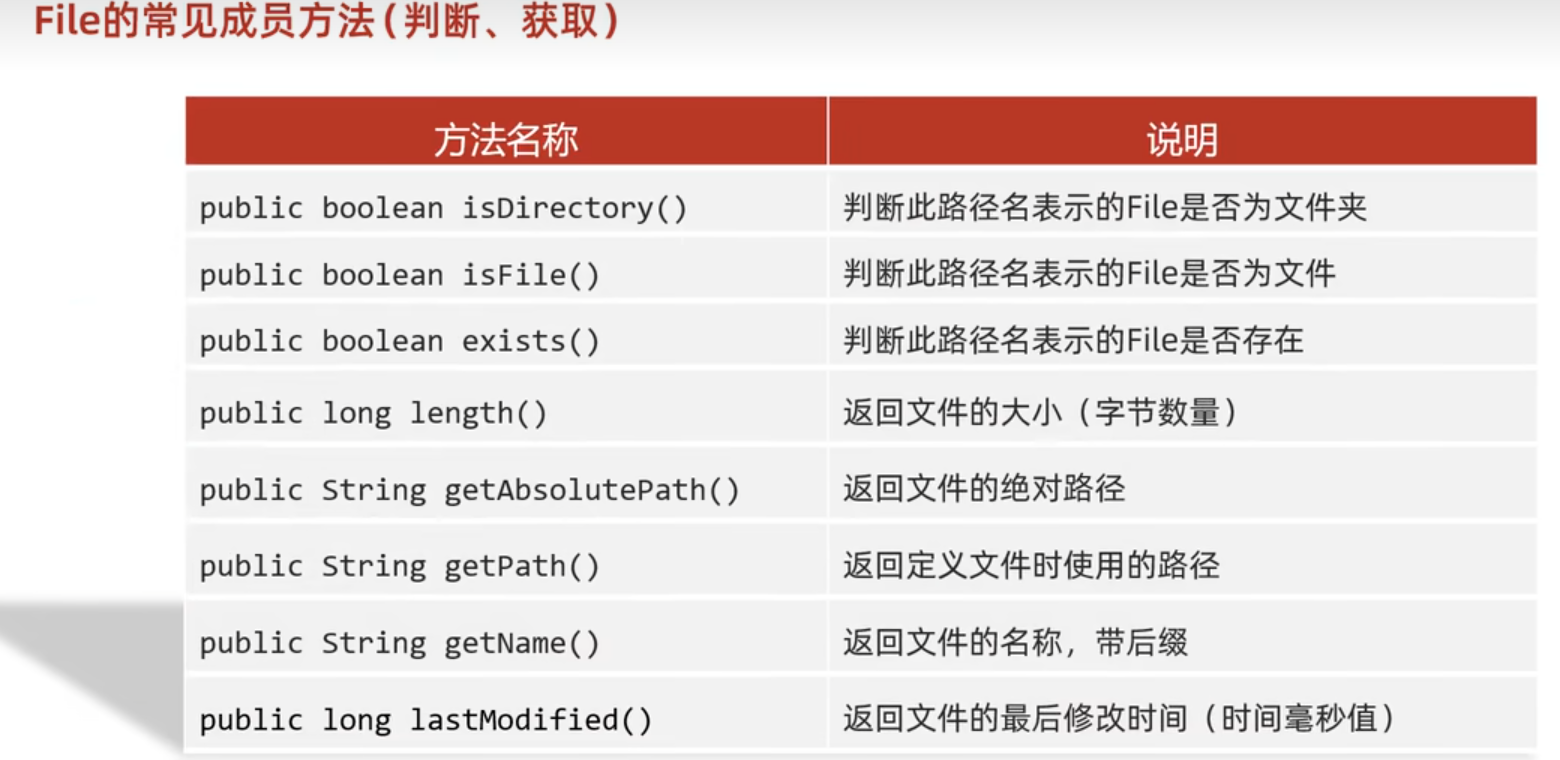 File的常见成员方法(判断、获取)
方法名称 说明
public boolean isDirectory() 判断此路径名表示的File是否为文件夹
public boolean isFile() 判断此路径名表示的File是否为文件
public boolean exists() 判断此路径名表示的File是否存在
public long length() 返回文件的大小（字节数量）
public String getAbsolutePath() 返回文件的绝对路径
public String getPath() 返回定义文件时使用的路径
public String getName() 返回文件的名称，带后缀
public long lastModified() 返回文件的最后修改时间（时间毫秒值）